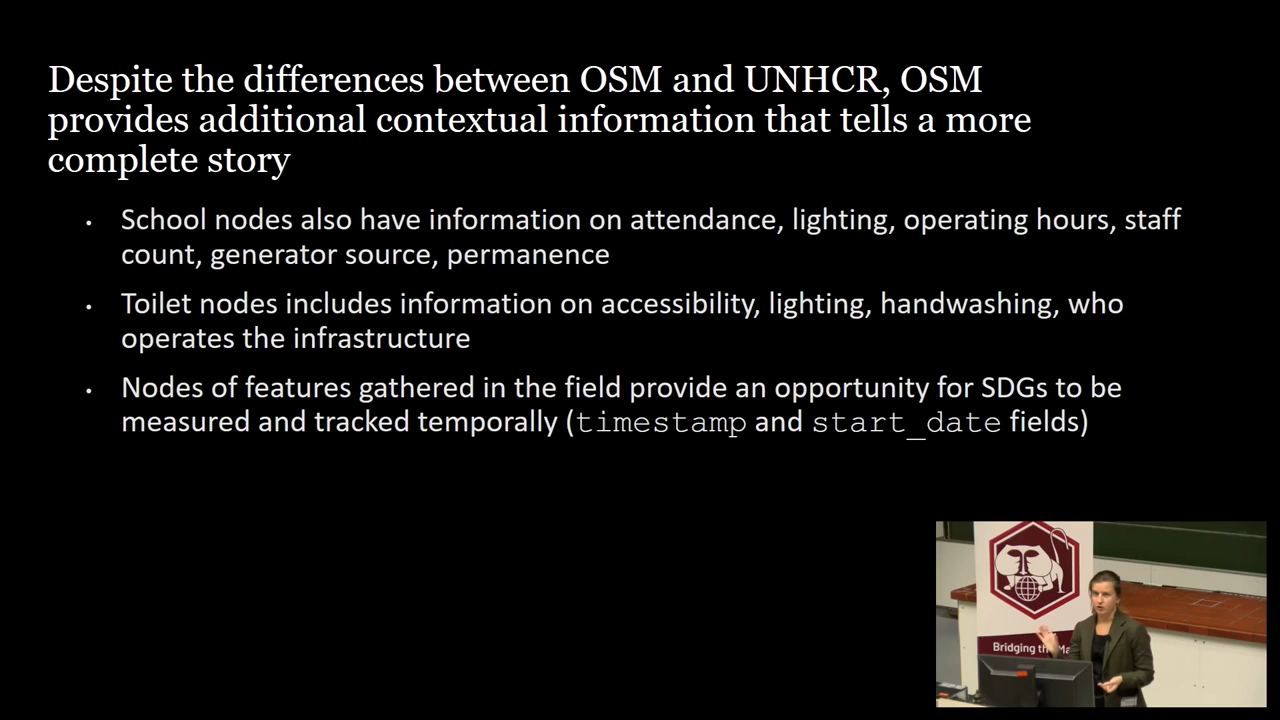 Despite the differences between OSM and UNHCR, OSM
provides additional contextual information that tells a more
complete story
• School nodes also have information on attendance, lighting, operating hours, staff
count, generator source, permanence
• Toilet nodes includes information on accessibility, lighting, handwashing, who
operates the infrastructure
• Nodes of features gathered in the field provide an opportunity for SDGs to be
measured and tracked temporally (timestamp and start_date fields)
Bridging the Ma